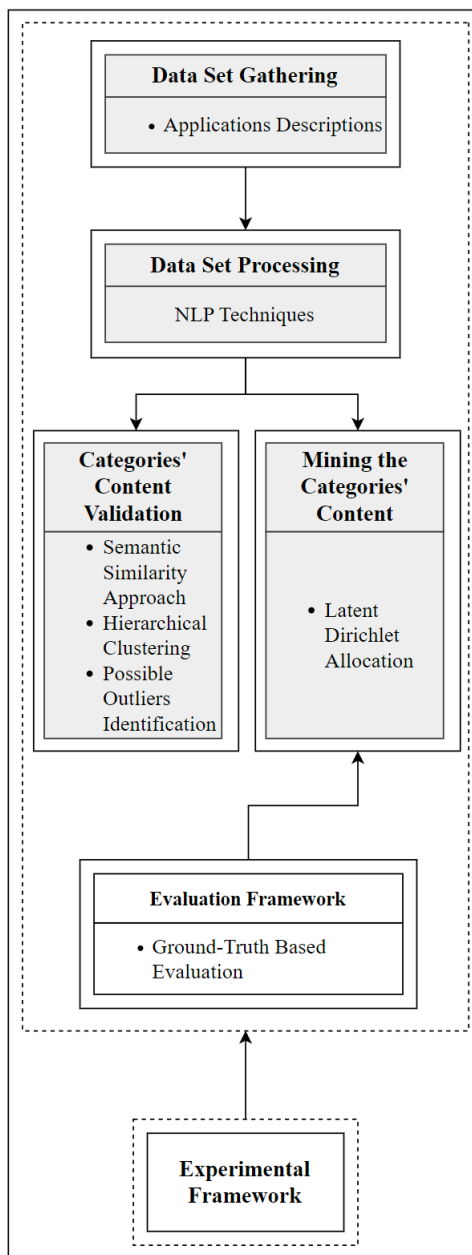 Data Set Gathering
• Applications Descriptions
Data Set Processing
NLP Techniques
Categories'
Content
Validation
• Semantic
Similarity
Approach
• Hierarchical
Clustering
• Possible
Outliers
Identification
Mining the
Categories'
Content
• Latent
Dirichlet
Allocation
Evaluation Framework
• Ground-Truth Based
Evaluation
Experimental
Framework